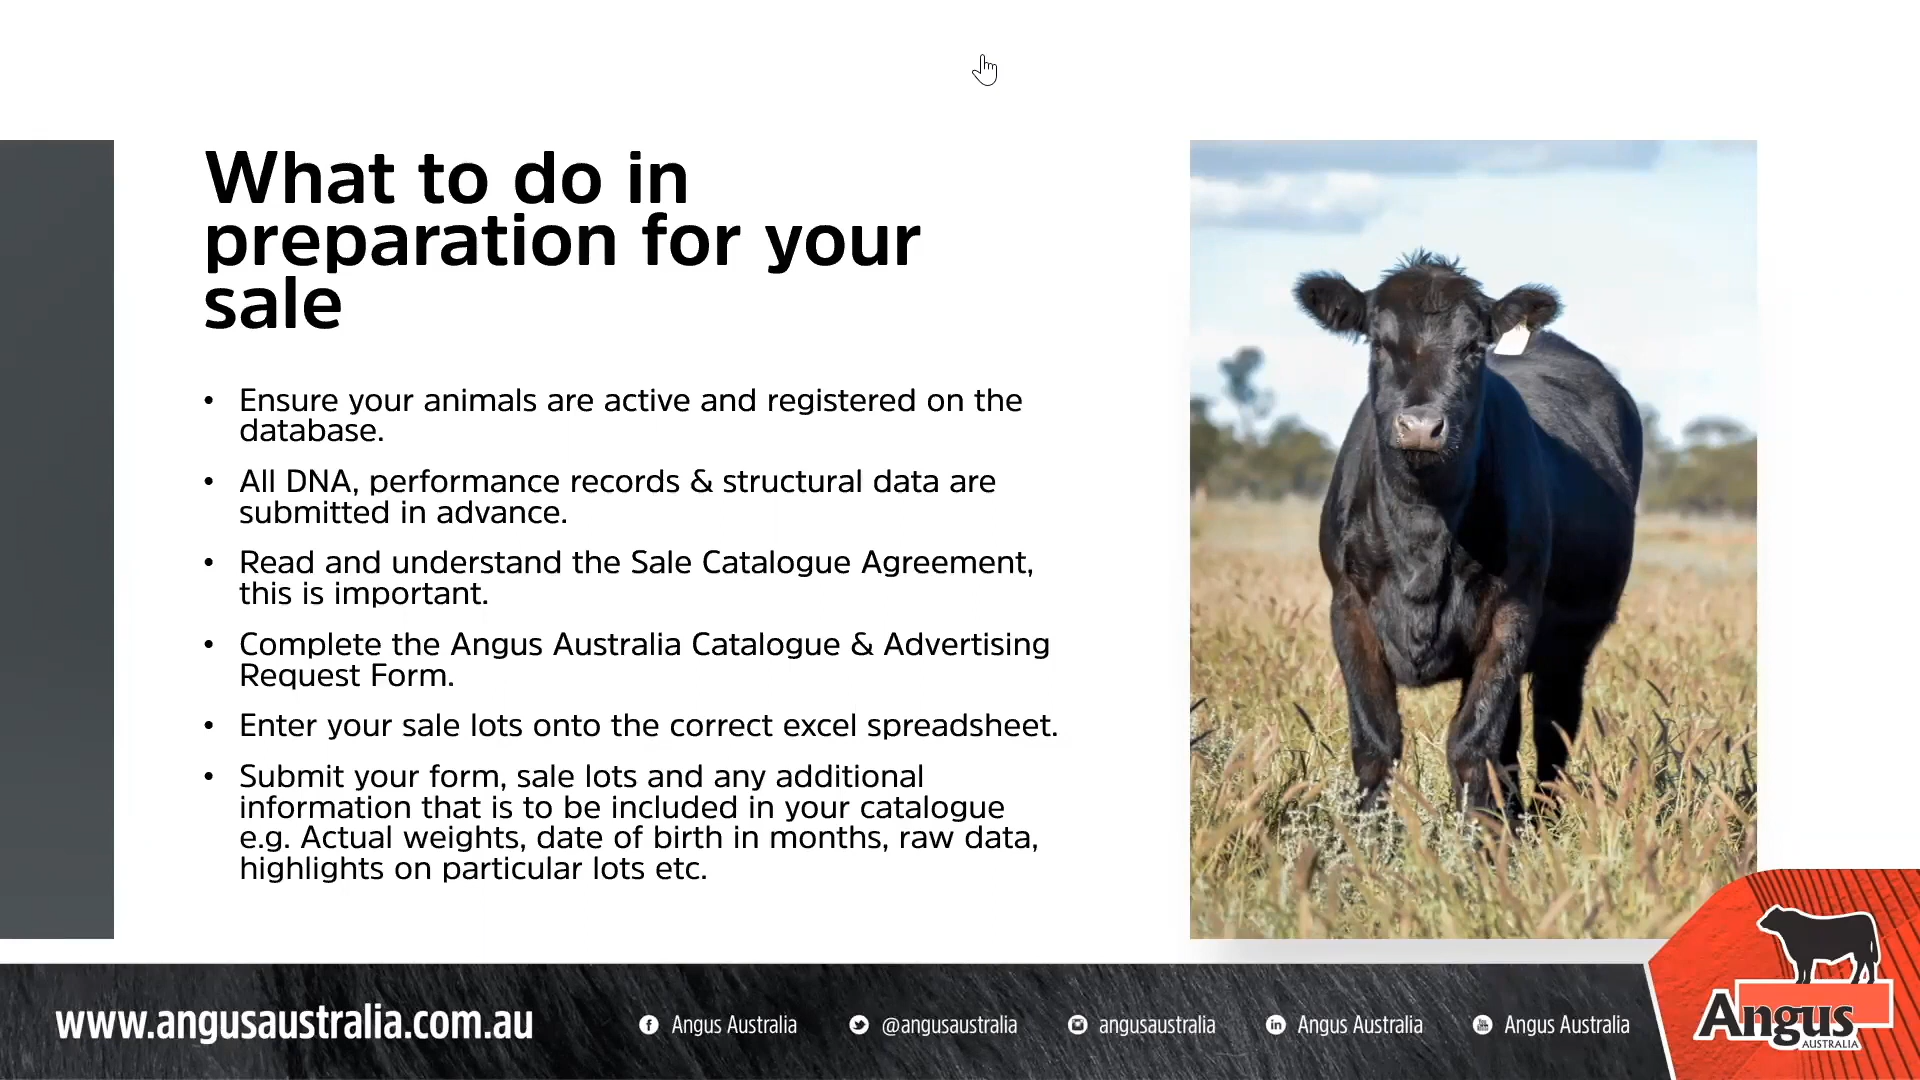 What to do in
preparation for your
sale
• Ensure your animals are active and registered on the
database.
• All DNA, performance records & structural data are
submitted in advance.
• Read and understand the Sale Catalogue Agreement,
this is important.
• Complete the Angus Australia Catalogue & Advertising
Request Form.
• Enter your sale lots onto the correct excel spreadsheet.
• Submit your form, sale lots and any additional
information that is to be included in your catalogue
e.g. Actual weights, date of birth in months, raw data,
highlights on particular lots etc.
www.angusaustralia.com.au
Angus Australia
@angusaustralia
angusaustralia
Angus Australia
Angus Australia
Angus
AUSTRALIA